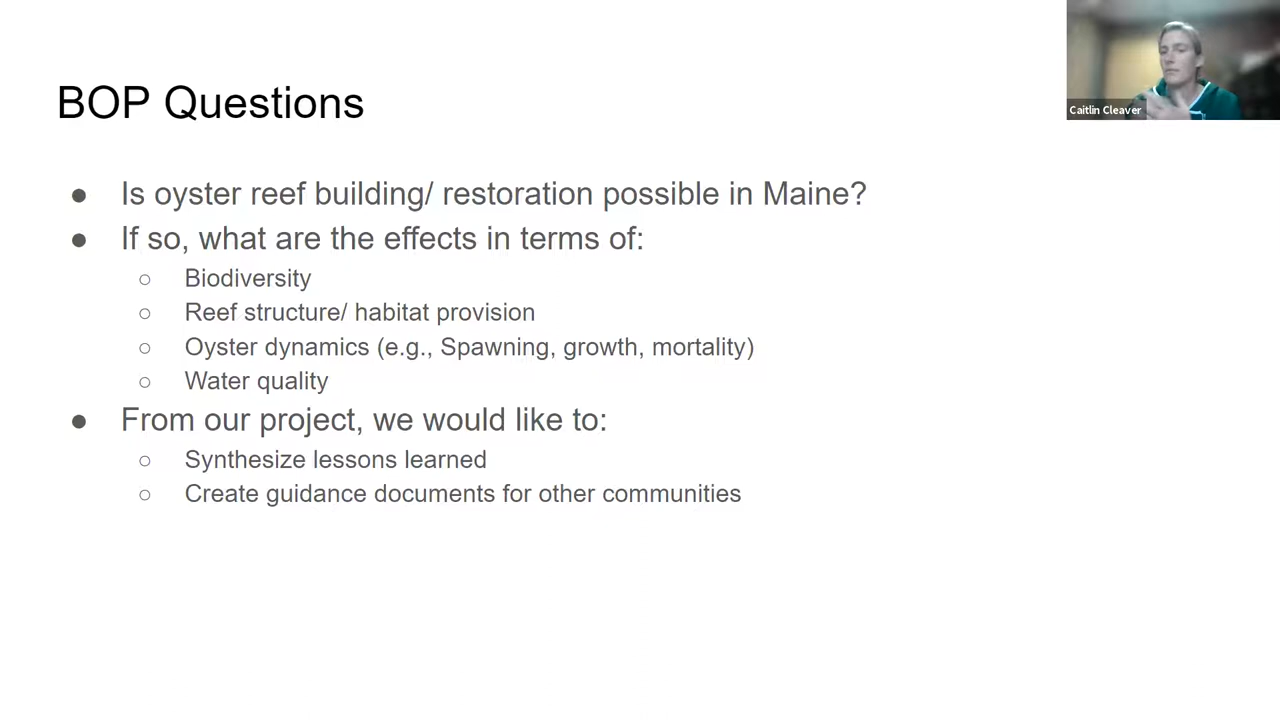 BOP Questions
Caitlin Cleaver
● Is oyster reef building/ restoration possible in Maine?
● If so, what are the effects in terms of:
○ Biodiversity
○ Reef structure/ habitat provision
○ Oyster dynamics (e.g., Spawning, growth, mortality)
○ Water quality
● From our project, we would like to:
○ Synthesize lessons learned
○ Create guidance documents for other communities